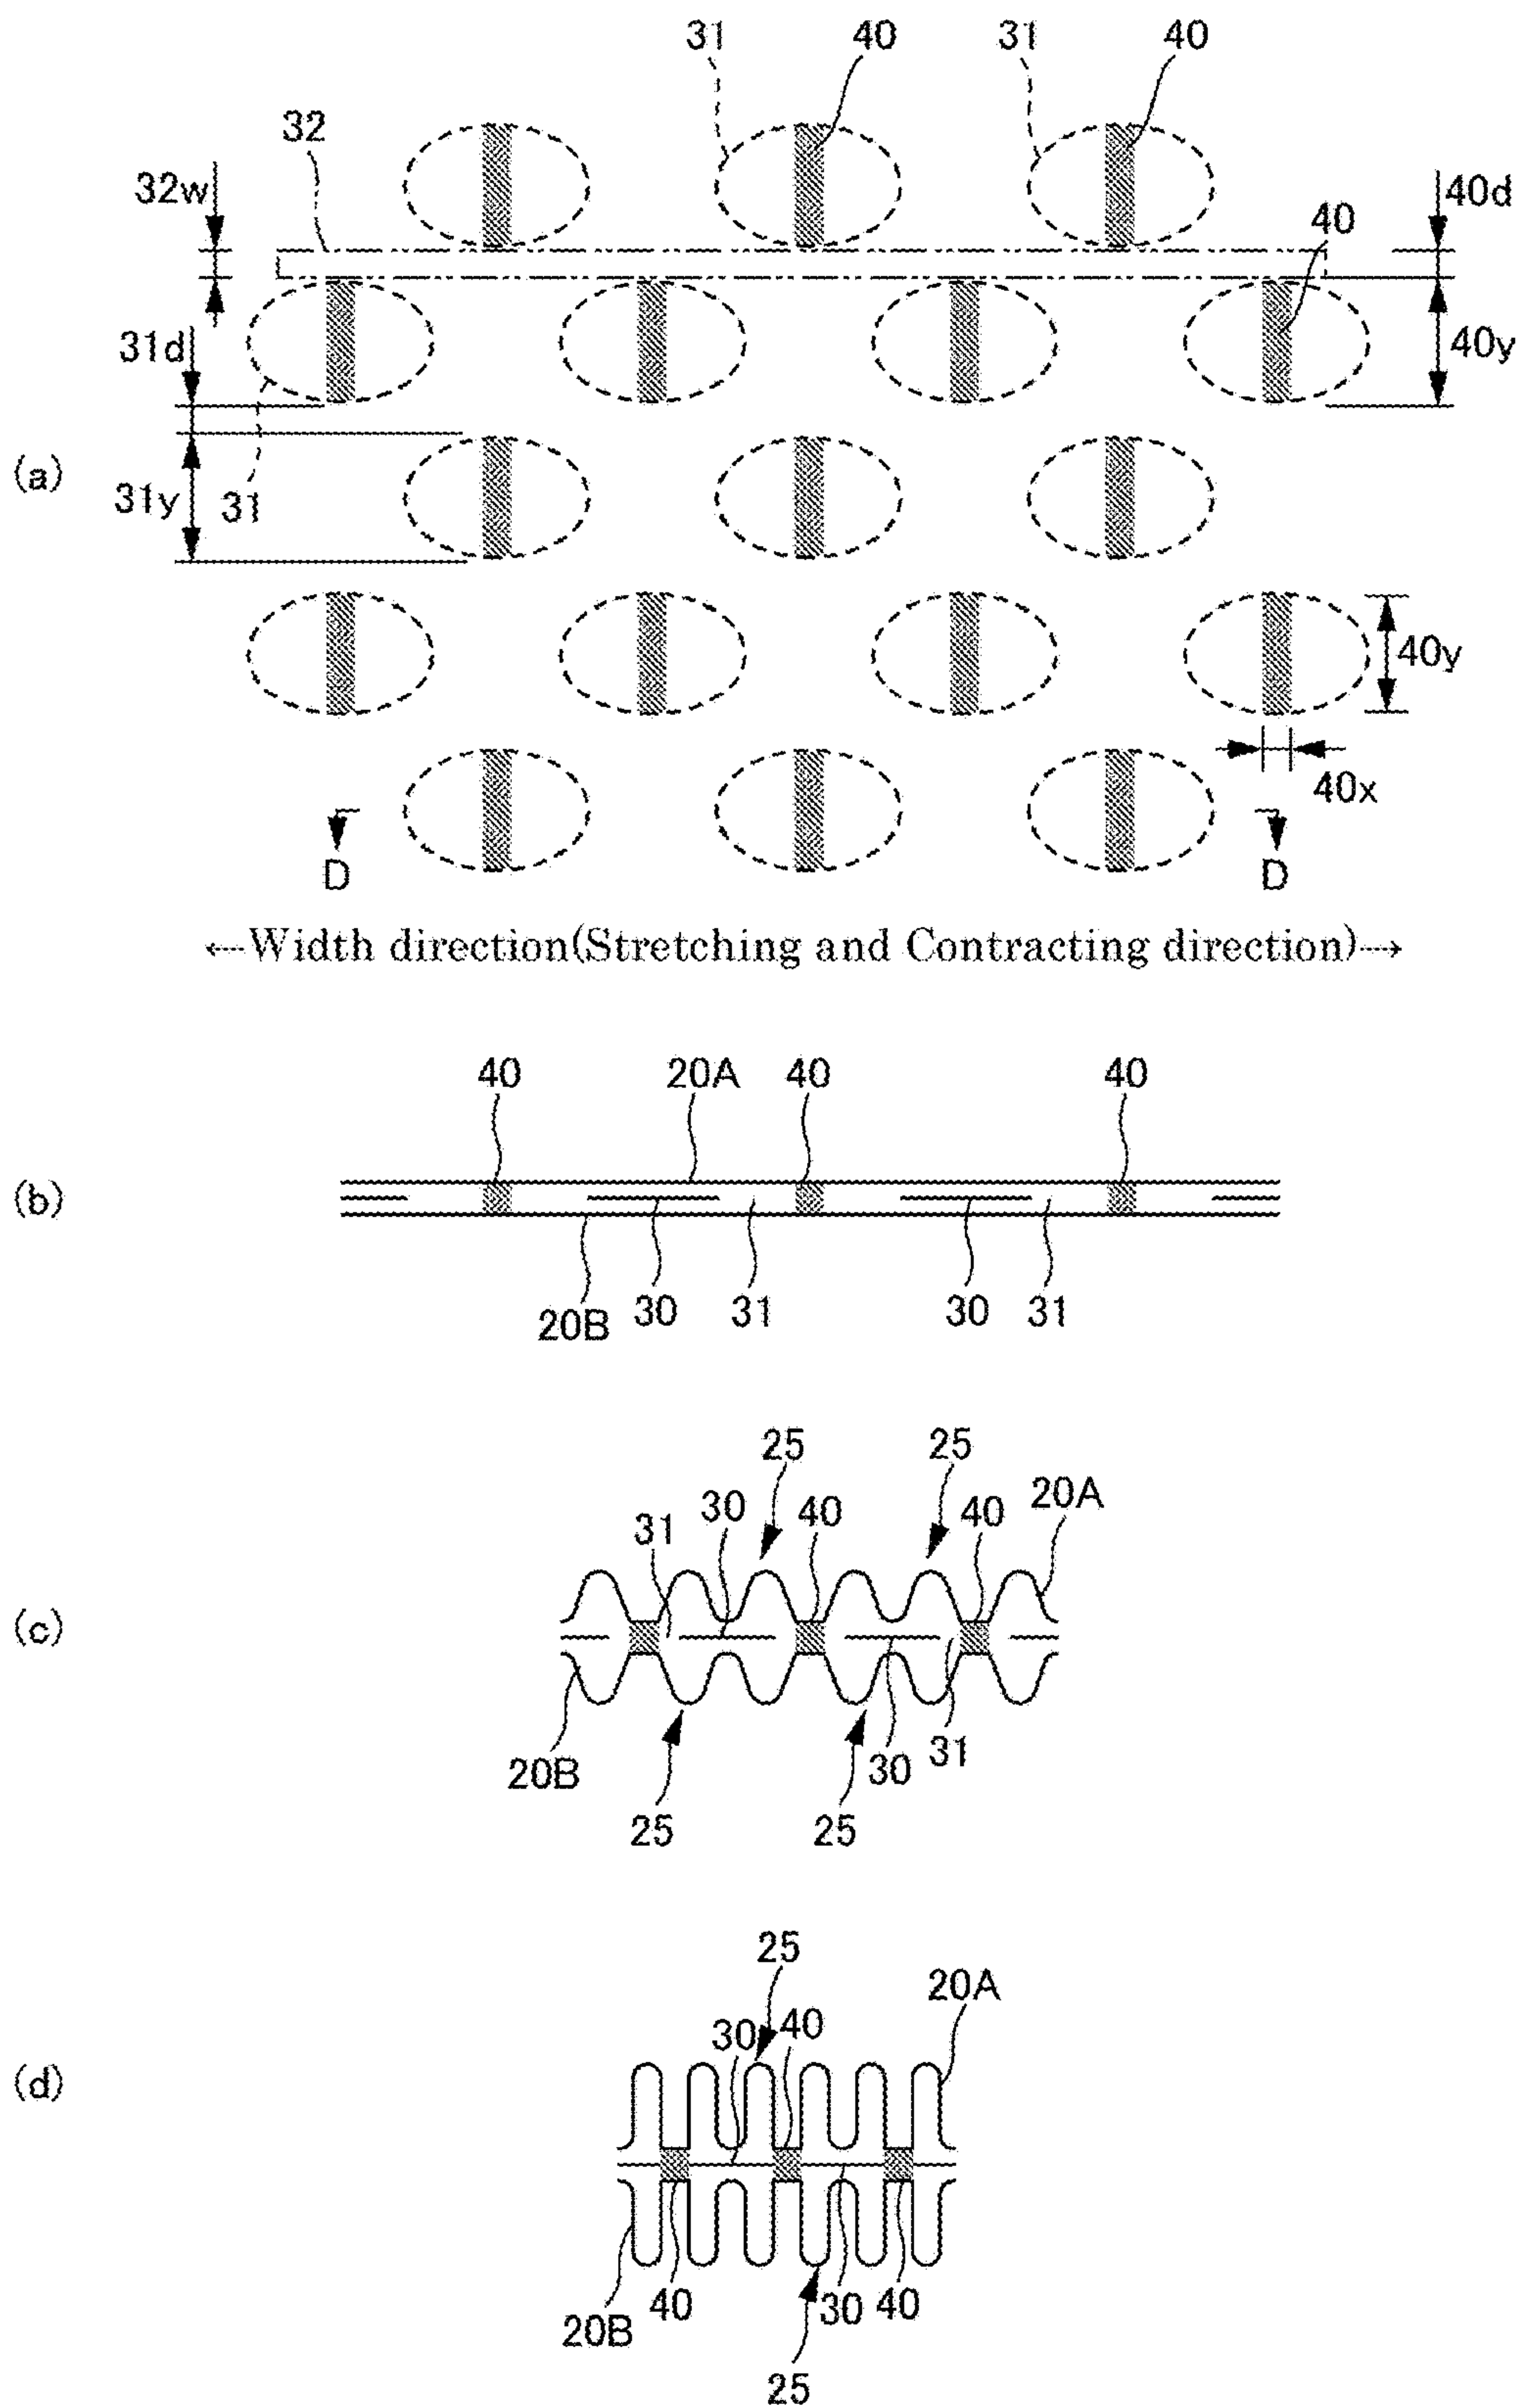 31 40 31 40
32
32w 40d
40
31d 40y
(a)
31y 31
40y
40x
D D
←Width direction(Stretching and Contracting direction)→
40 20A 40 40
(b)
20B 30 31 30 31
25 25
31 30 40 40 20A
(c)
20B 30 31
25 25
25 20A
30 40
(d)
20B 40 30 40
25